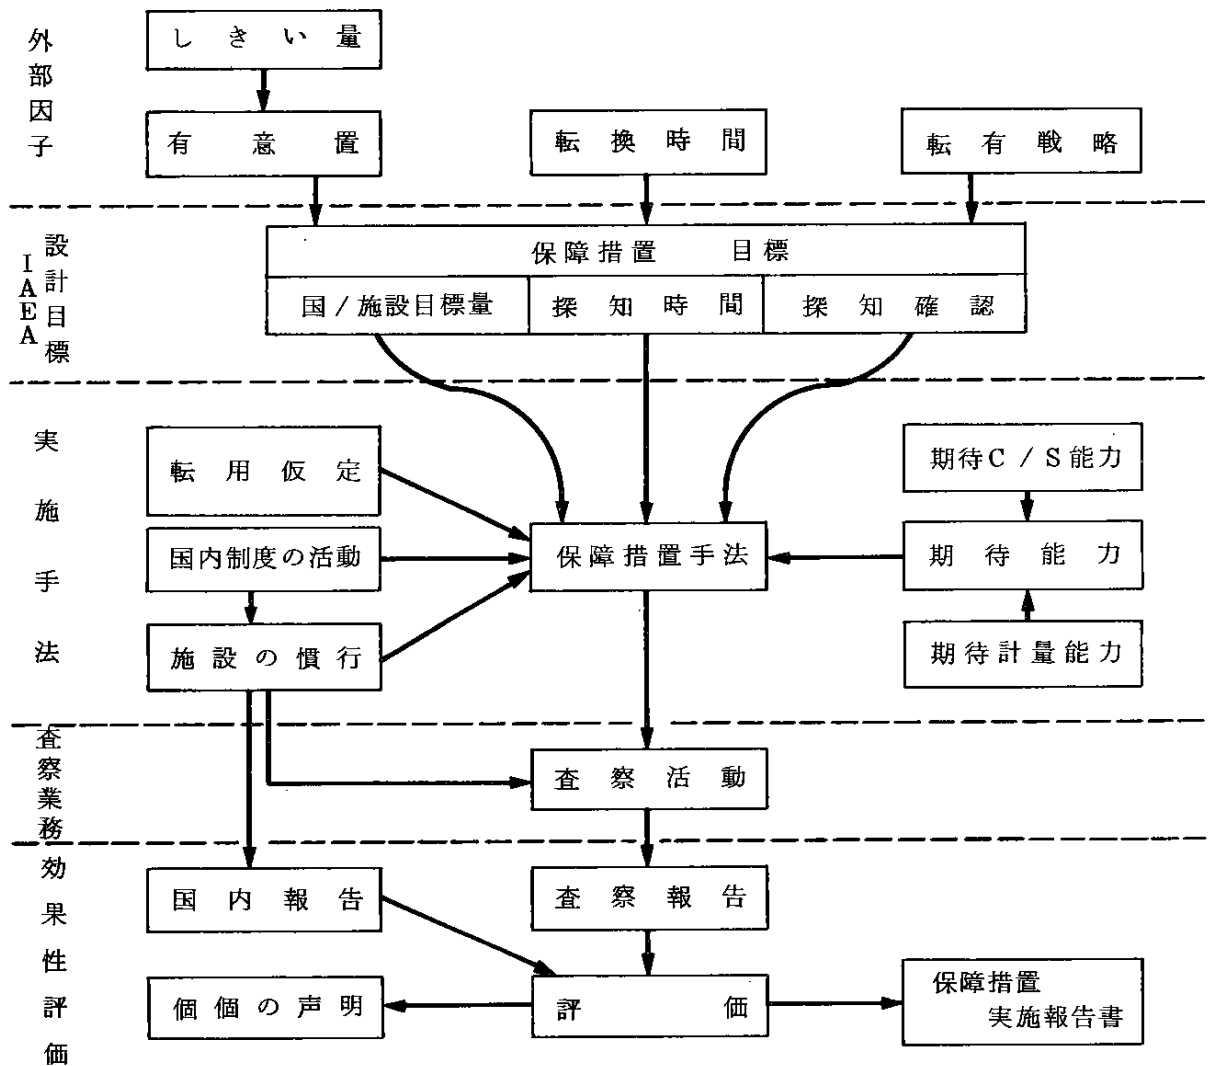 外部因子
しきい量
有意置
転換時間
転有戦略
IAEA
設計目標
保障措置 目標
国/施設目標量
探知時間
探知確認
実施手法
転用仮定
国内制度の活動
施設の慣行
保障措置手法
期待C/S能力
期待能力
期待計量能力
査察業務
査察活動
効果性評価
国内報告
査察報告
個個の声明
評価
保障措置
実施報告書